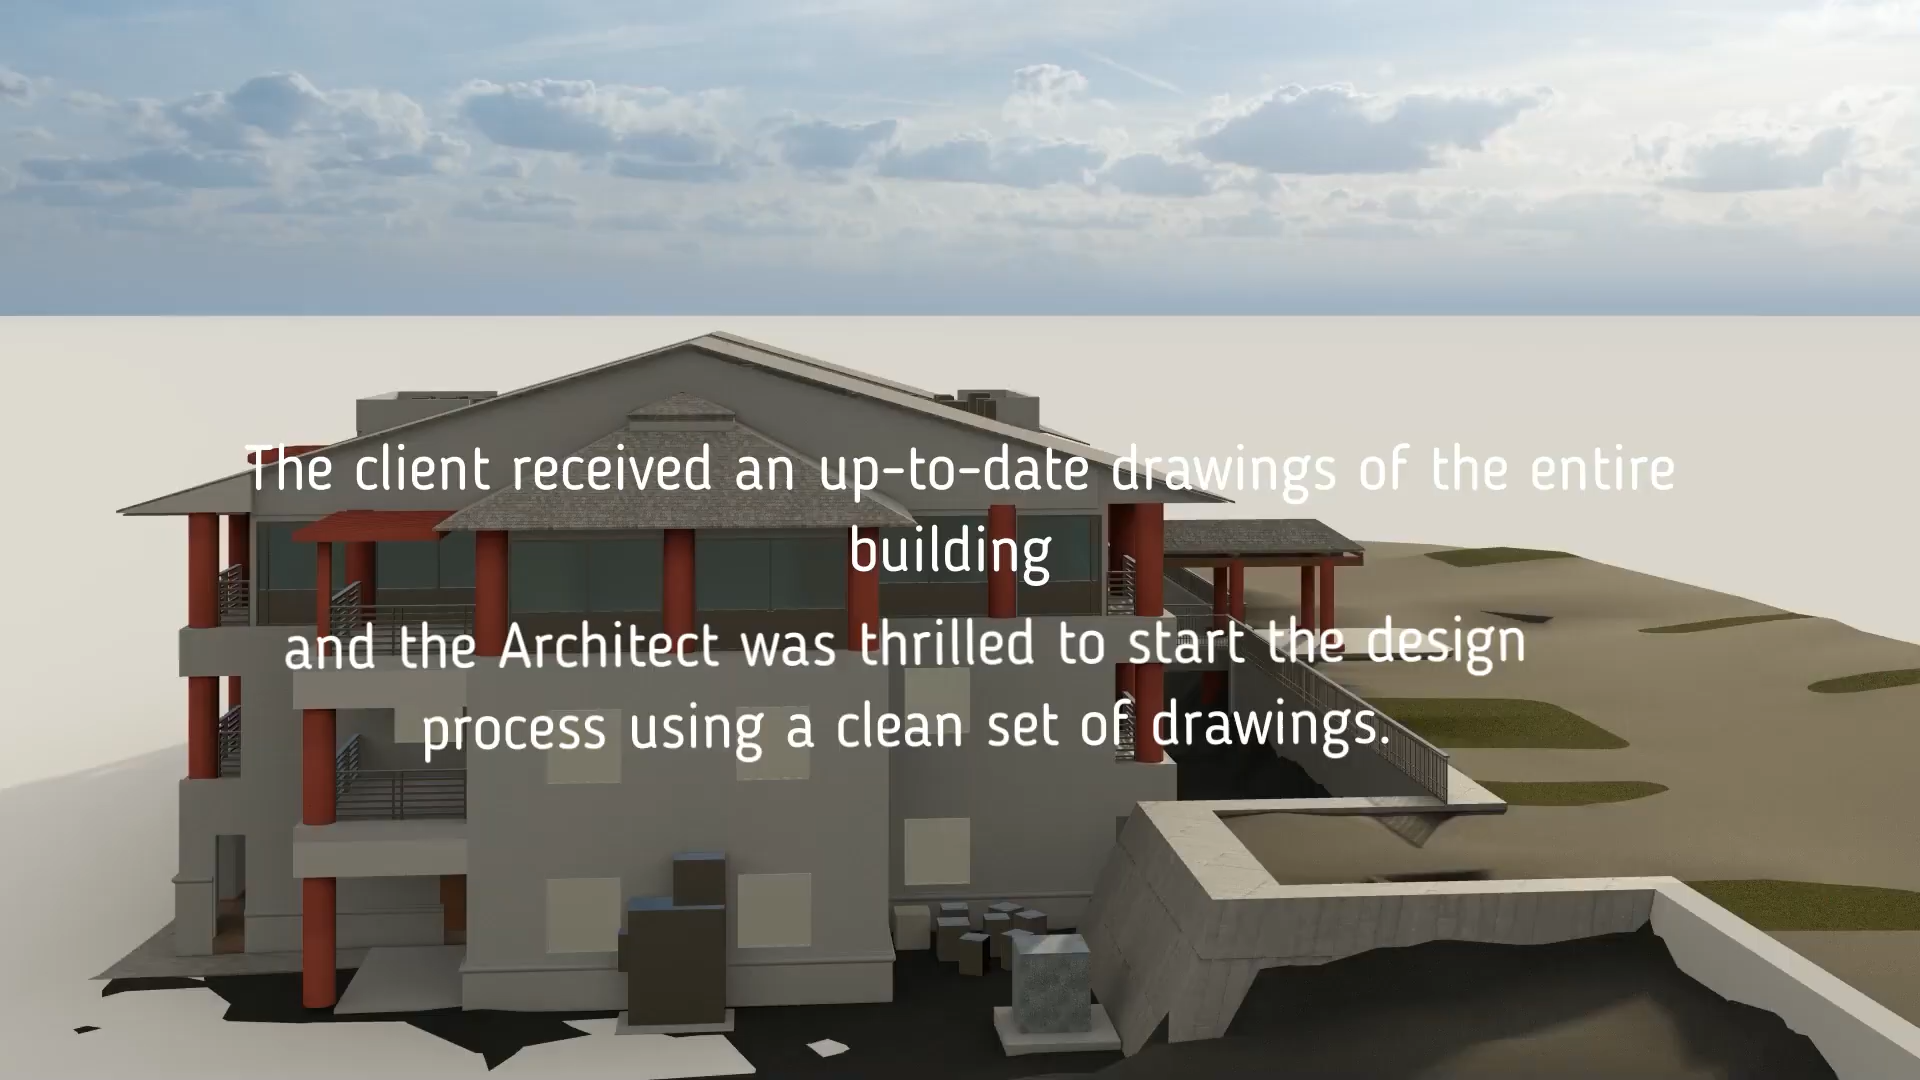 The client received an up-to-date drawings of the entire
building
and the Architect was thrilled to start the design
process using a clean set of drawings.